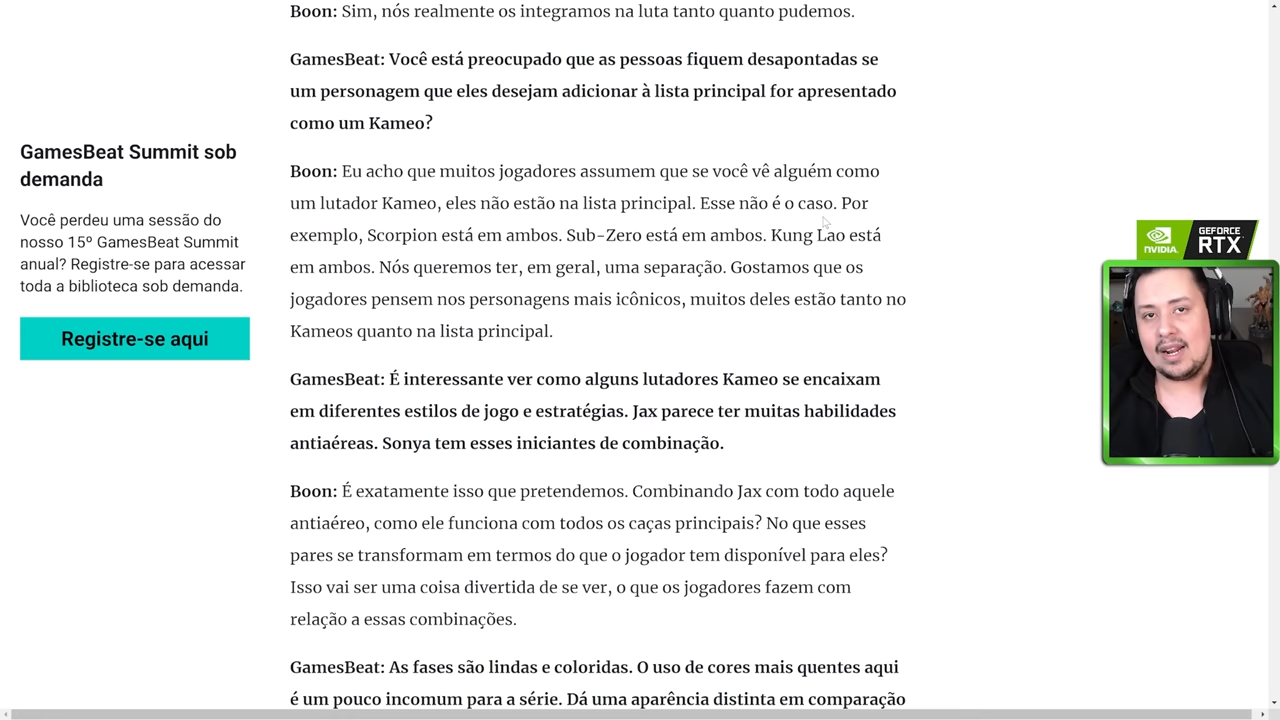 Boon: Sim, nós realmente os integramos na luta tanto quanto pudemos.
GamesBeat: Você está preocupado que as pessoas fiquem desapontadas se
um personagem que eles desejam adicionar à lista principal for apresentado
como um Kameo?
Boon: Eu acho que muitos jogadores assumem que se você vê alguém como
um lutador Kameo, eles não estão na lista principal. Esse não é o caso. Por
exemplo, Scorpion está em ambos. Sub-Zero está em ambos. Kung Lao está
em ambos. Nós queremos ter, em geral, uma separação. Gostamos que os
jogadores pensem nos personagens mais icônicos, muitos deles estão tanto no
Kameos quanto na lista principal.
GamesBeat: É interessante ver como alguns lutadores Kameo se encaixam
em diferentes estilos de jogo e estratégias. Jax parece ter muitas habilidades
antiaéreas. Sonya tem esses iniciantes de combinação.
Boon: É exatamente isso que pretendemos. Combinando Jax com todo aquele
antiaéreo, como ele funciona com todos os caças principais? No que esses
pares se transformam em termos do que o jogador tem disponível para eles?
Isso vai ser uma coisa divertida de se ver, o que os jogadores fazem com
relação a essas combinações.
GamesBeat: As fases são lindas e coloridas. O uso de cores mais quentes aqui
é um pouco incomum para a série. Dá uma aparência distinta em comparação
GamesBeat Summit sob
demanda
Você perdeu uma sessão do
nosso 15º GamesBeat Summit
anual? Registre-se para acessar
toda a biblioteca sob demanda.
Registre-se aqui
NVIDIA.
GEFORCE
RTX